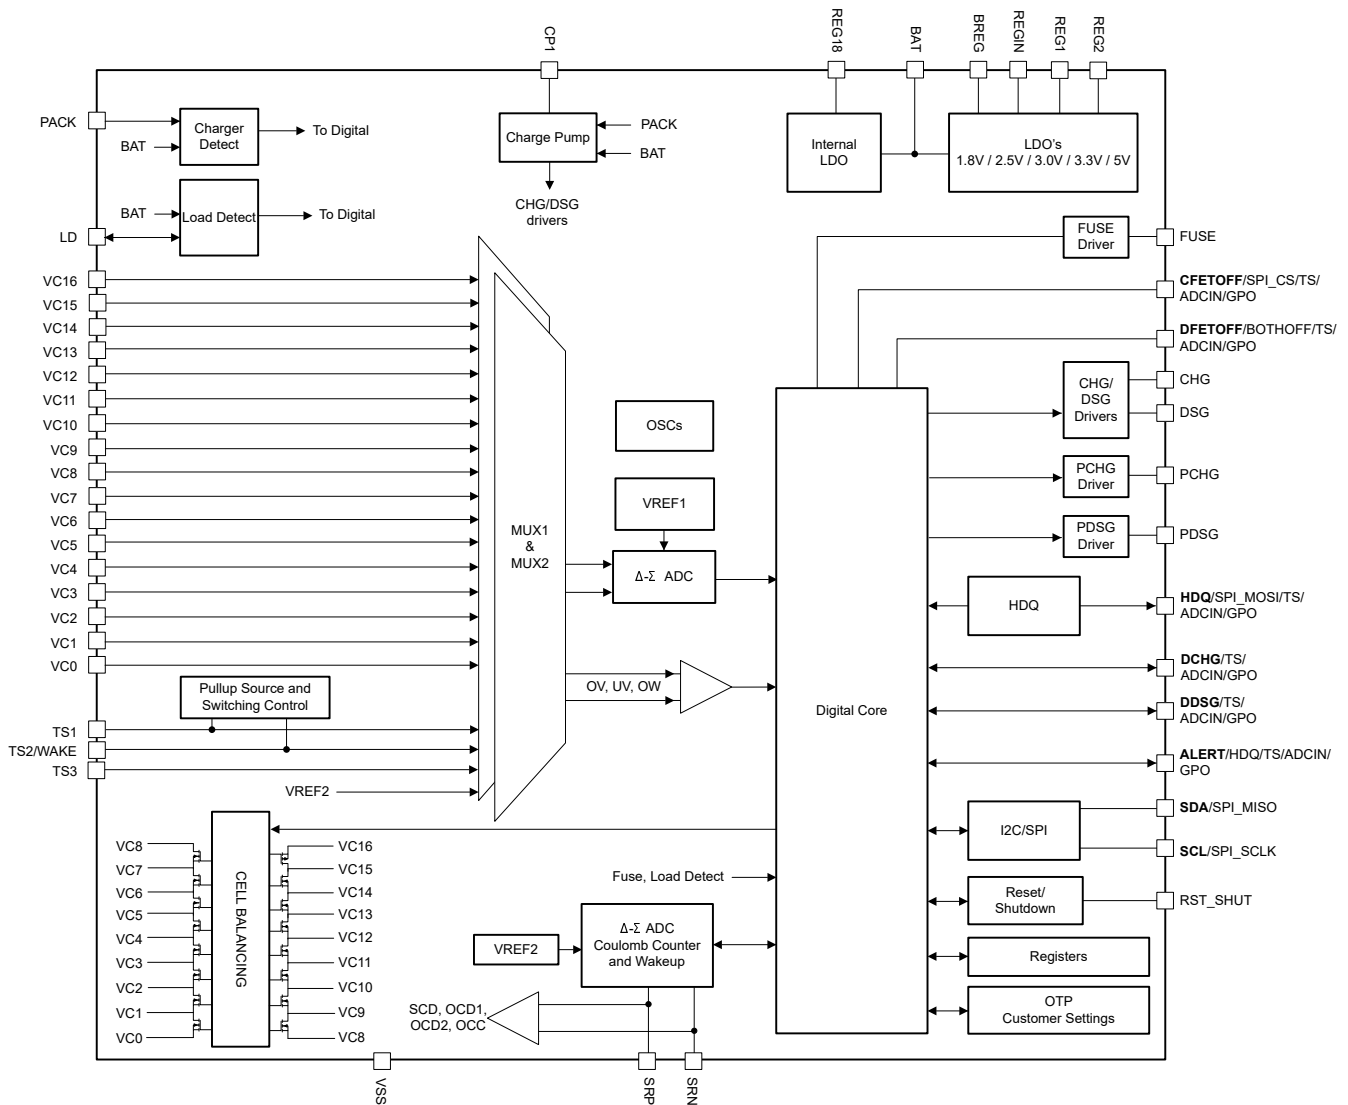 CP1
REG18
BAT
BREG
REGIN
REG1
REG2
PACK
BAT
Charger
Detect
To Digital
Charge Pump
PACK
BAT
CHG/DSG
drivers
Internal
LDO
LDO's
1.8V / 2.5V / 3.0V / 3.3V / 5V
BAT
LD
Load Detect
To Digital
FUSE
Driver
FUSE
CFETOFF/SPI_CS/TS/
ADCIN/GPO
DFETOFF/BOTHOFF/TS/
ADCIN/GPO
VC16
VC15
VC14
VC13
VC12
VC11
VC10
VC9
VC8
VC7
VC6
VC5
VC4
VC3
VC2
VC1
VC0
Pullup Source and
Switching Control
TS1
TS2/WAKE
TS3
VREF2
MUX1
&
MUX2
OSCs
VREF1
Δ-Σ ADC
OV, UV, OW
Digital Core
CHG/
DSG
Drivers
CHG
DSG
PCHG
Driver
PCHG
PDSG
Driver
PDSG
HDQ
HDQ/SPI_MOSI/TS/
ADCIN/GPO
DCHG/TS/
ADCIN/GPO
DDSG/TS/
ADCIN/GPO
ALERT/HDQ/TS/ADCIN/
GPO
I2C/SPI
SDA/SPI_MISO
SCL/SPI_SCLK
Reset/
Shutdown
RST_SHUT
Registers
OTP
Customer Settings
VC8
VC7
VC6
VC5
VC4
VC3
VC2
VC1
VC0
CELL BALANCING
VC16
VC15
VC14
VC13
VC12
VC11
VC10
VC9
VC8
Fuse, Load Detect
VREF2
Δ-Σ ADC
Coulomb Counter
and Wakeup
SCD, OCD1,
OCD2, OCC
VSS
SRP
SRN